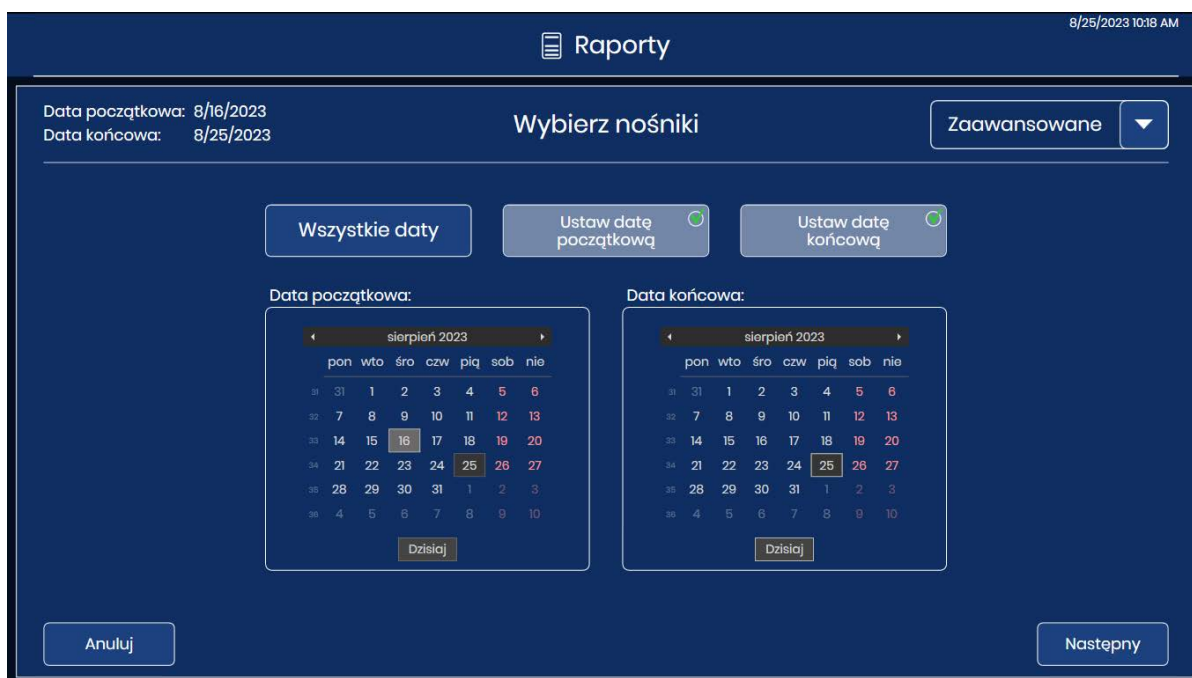 8/25/2023 10:18 AM
Raporty
Data początkowa: 8/16/2023
Data końcowa: 8/25/2023
Wybierz nośniki
Zaawansowane
Wszystkie daty
Ustaw datę
początkową
Ustaw datę
końcową
Data początkowa:
sierpień 2023
pon wto śro czw pią sob nie
31 31 1 2 3 4 5 6
32 7 8 9 10 11 12 13
33 14 15 16 17 18 19 20
34 21 22 23 24 25 26 27
35 28 29 30 31 1 2 3
36 4 5 6 7 8 9 10
Dzisiaj
Data końcowa:
sierpień 2023
pon wto śro czw pią sob nie
31 31 1 2 3 4 5 6
32 7 8 9 10 11 12 13
33 14 15 16 17 18 19 20
34 21 22 23 24 25 26 27
35 28 29 30 31 1 2 3
36 4 5 6 7 8 9 10
Dzisiaj
Anuluj
Następny